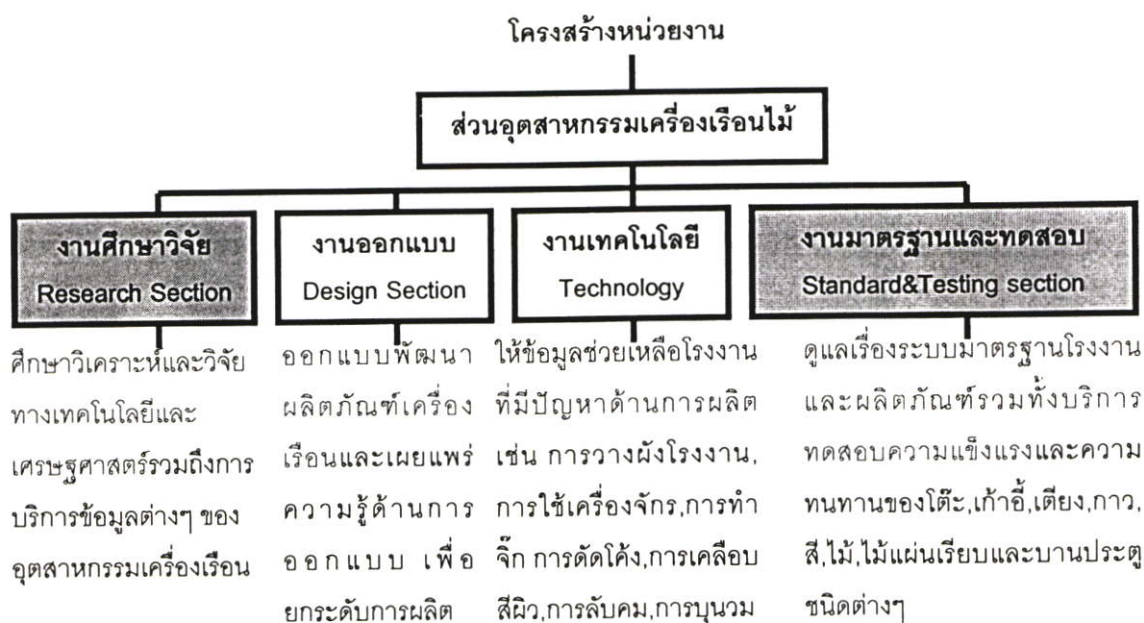 โครงสร้างหน่วยงาน
ส่วนอุตสาหกรรมเครื่องเรือนไม้
งานศึกษาวิจัย
Research Section
งานออกแบบ
Design Section
งานเทคโนโลยี
Technology
งานมาตรฐานและทดสอบ
Standard&Testing section
ศึกษาวิเคราะห์และวิจัย
ทางเทคโนโลยีและ
เศรษฐศาสตร์รวมถึงการ
บริการข้อมูลต่างๆ ของ
อุตสาหกรรมเครื่องเรือน
ออกแบบพัฒนา
ผลิตภัณฑ์เครื่อง
เรือนและเผยแพร่
ความรู้ด้านการ
ออกแบบ เพื่อ
ยกระดับการผลิต
ให้ข้อมูลช่วยเหลือโรงงาน
ที่มีปัญหาด้านการผลิต
เช่น การวางผังโรงงาน,
การใช้เครื่องจักร,การทำ
จิ๊ก การดัดโค้ง,การเคลือบ
สีผิว,การลับคม,การบุนวม
ดูแลเรื่องระบบมาตรฐานโรงงาน
และผลิตภัณฑ์รวมทั้งบริการ
ทดสอบความแข็งแรงและความ
ทนทานของโต๊ะ,เก้าอี้,เตียง,กาว,
สี,ไม้,ไม้แผ่นเรียบและบานประตู
ชนิดต่างๆ